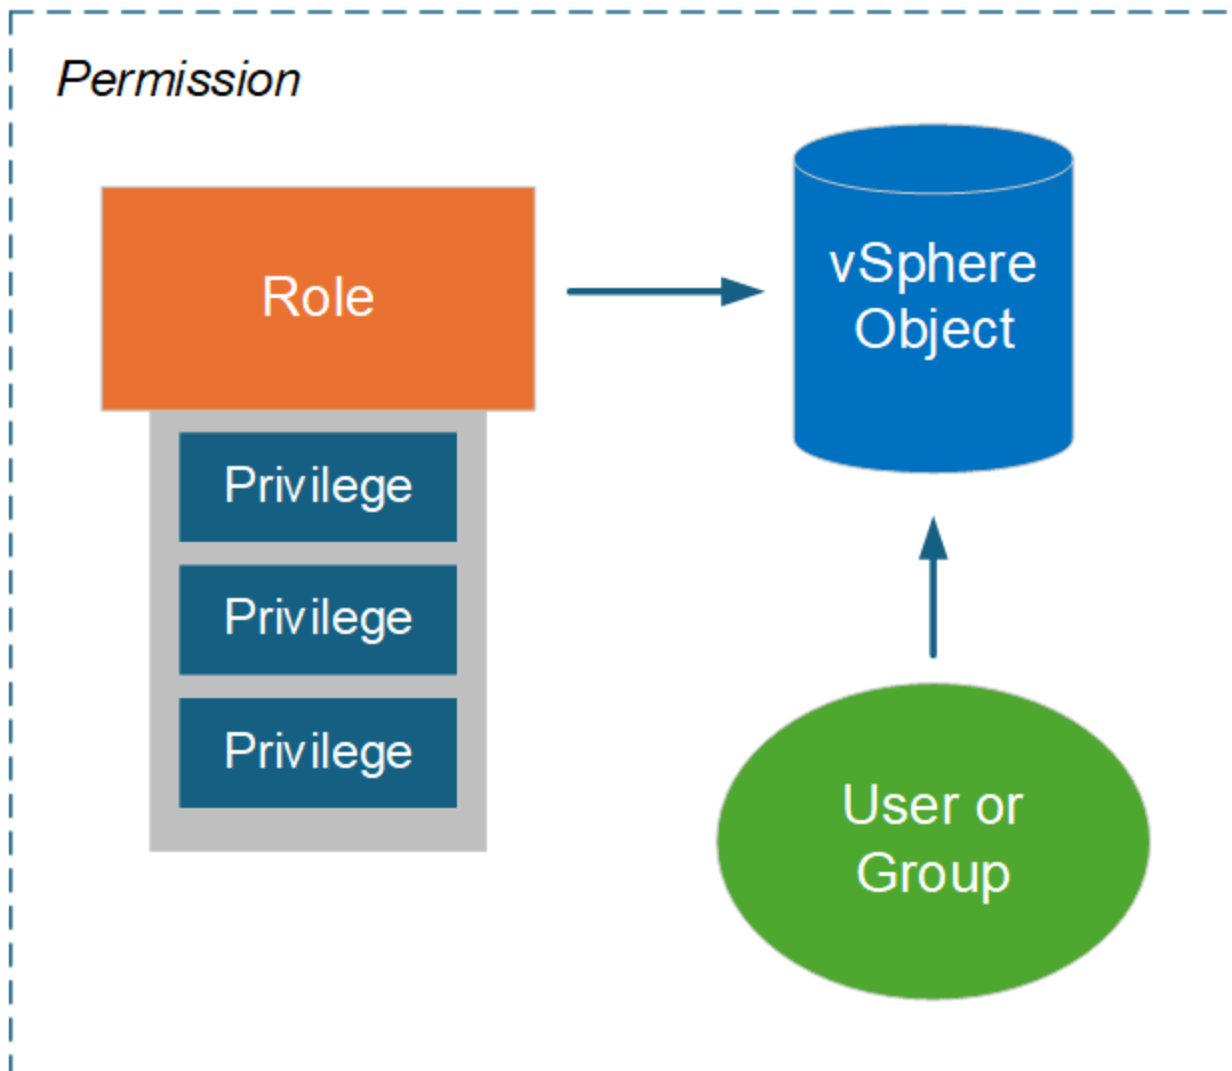 Permission
Role
vSphere
Object
Privilege
Privilege
Privilege
User or
Group